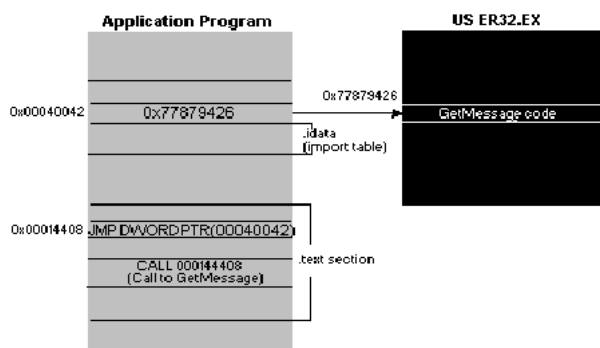 Application Program
US ER32.EX
0x77879426
0x00040042
0x77879426
GetMessage code
.idata
(import table)
0x00014408
JMP DWORDPTR(00040042)
.text section
CALL 000144408
(Call to GetMessage)